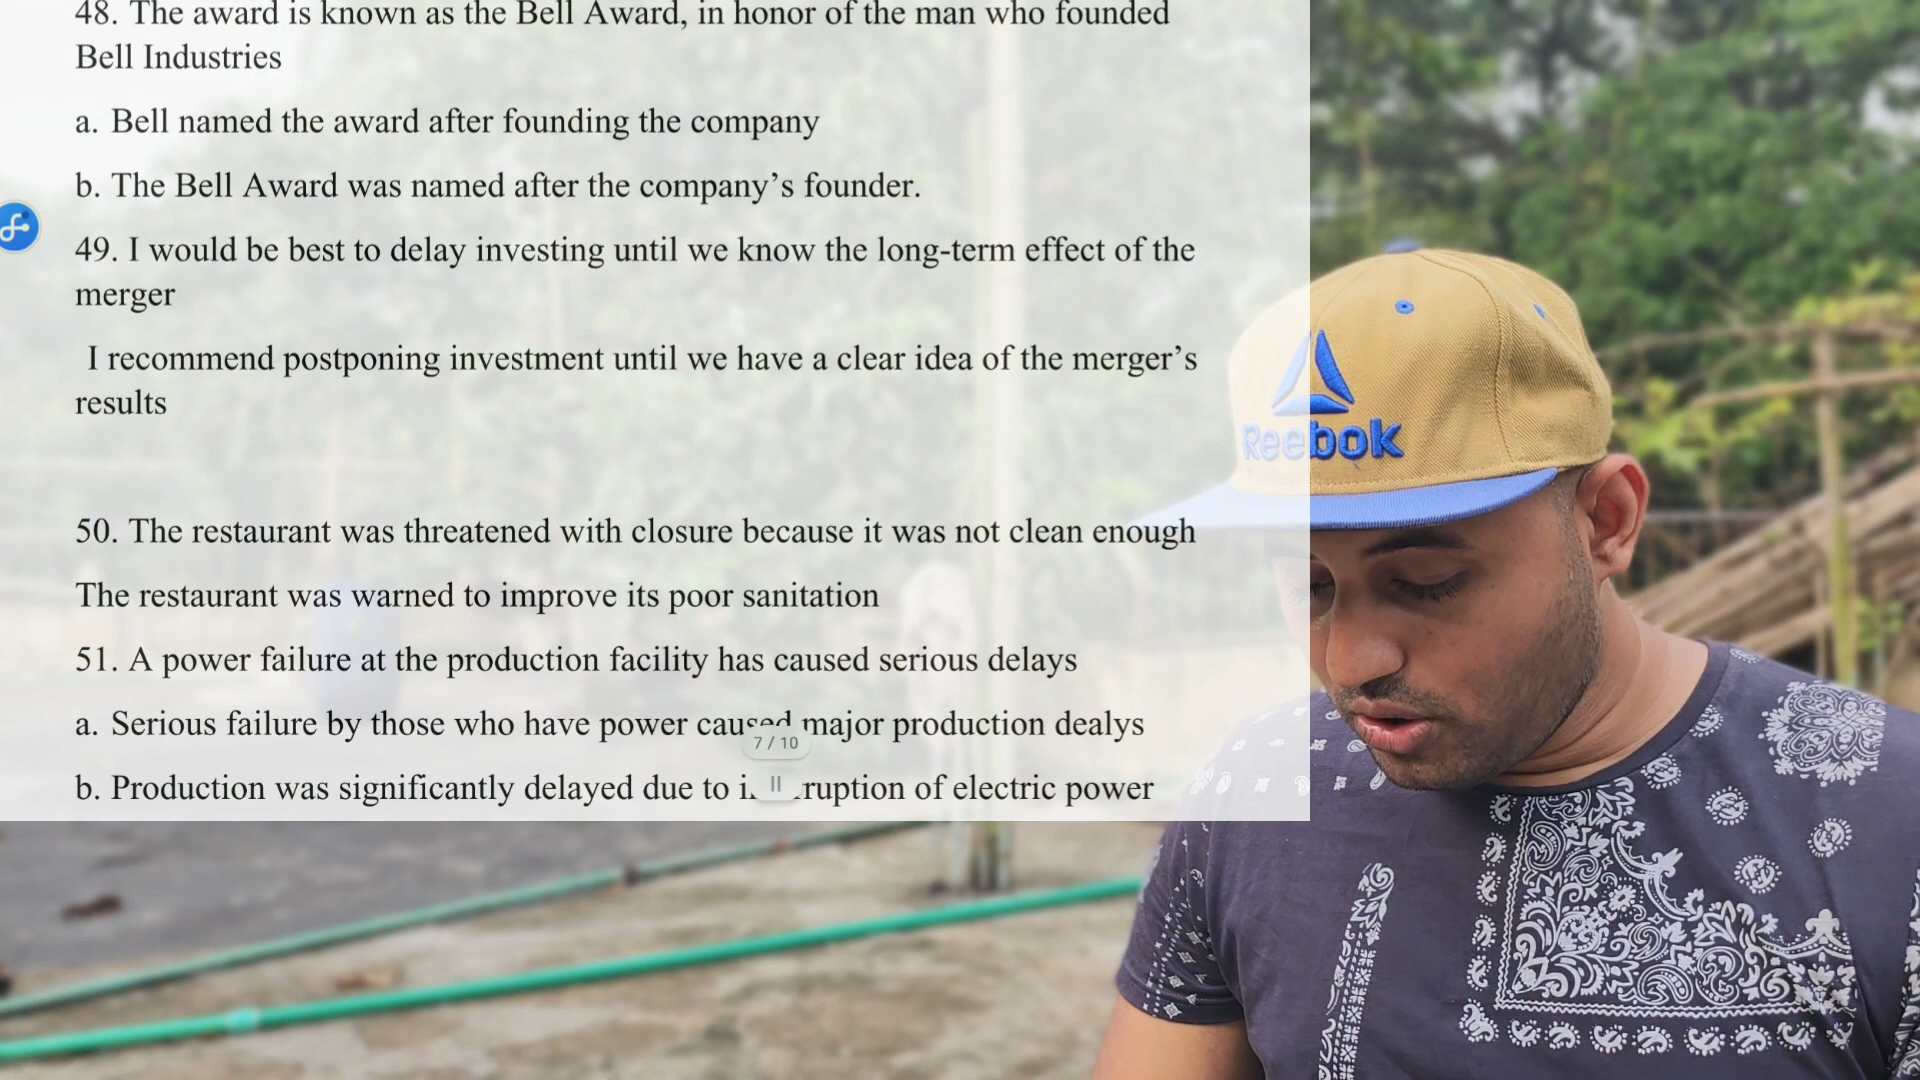 48. The award is known as the Bell Award, in honor of the man who founded
Bell Industries
a. Bell named the award after founding the company
b. The Bell Award was named after the company’s founder.
49. I would be best to delay investing until we know the long-term effect of the
merger
I recommend postponing investment until we have a clear idea of the merger’s
results
50. The restaurant was threatened with closure because it was not clean enough
The restaurant was warned to improve its poor sanitation
51. A power failure at the production facility has caused serious delays
a. Serious failure by those who have power caused major production dealys
7 / 10
b. Production was significantly delayed due to of electric power
Reebok